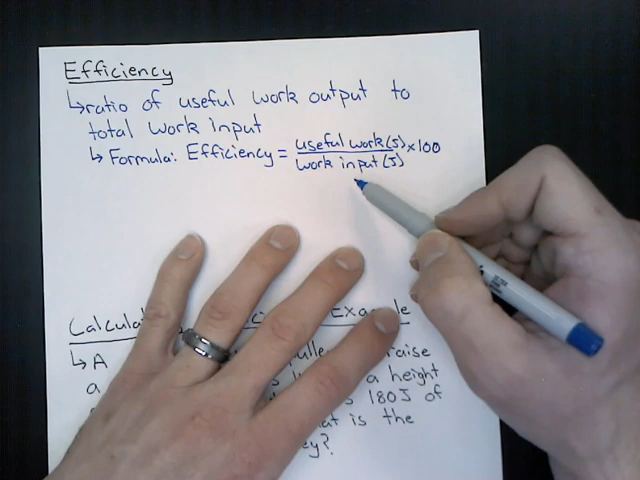 Efficiency
↳ratio of useful work output to
total work input
↳ Formula: Efficiency = useful work(J)/work input(J) ×100
Example
↳ A raise
a a height
180J of
is the